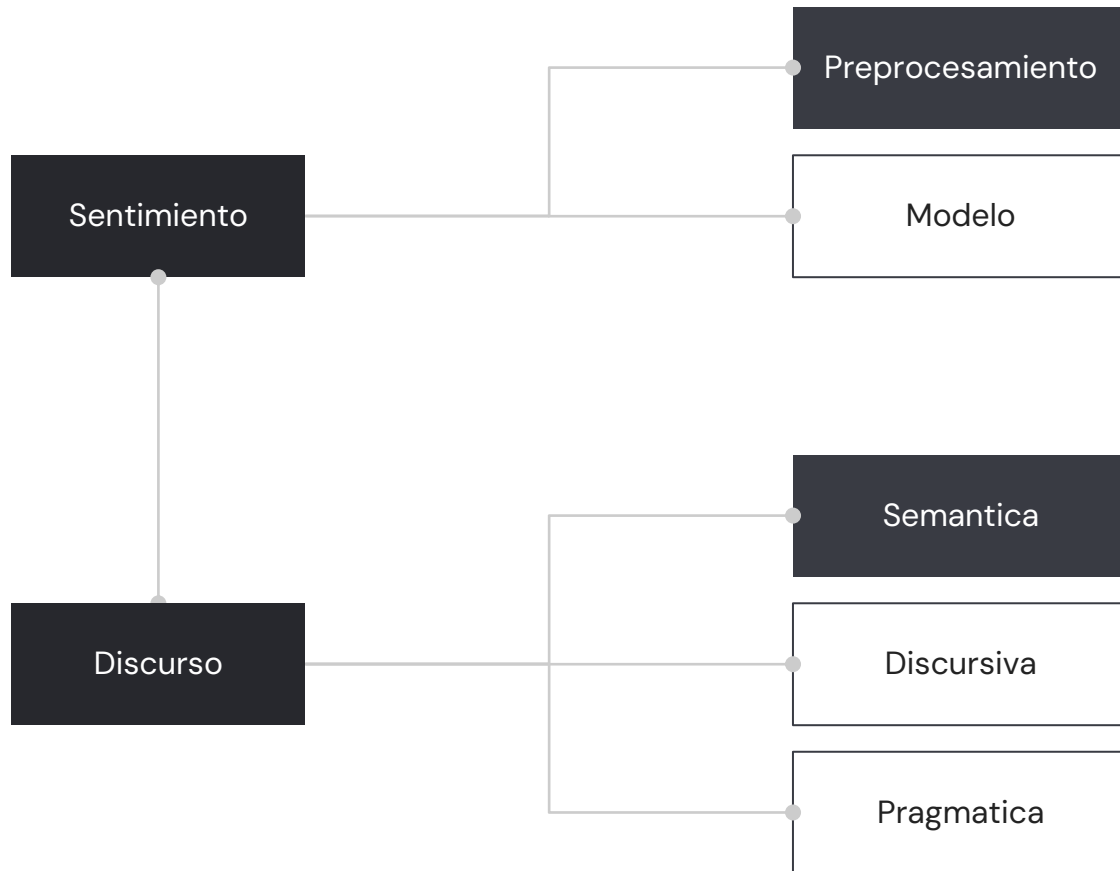 Preprocesamiento
Sentimiento
Modelo
Semantica
Discurso
Discursiva
Pragmatica